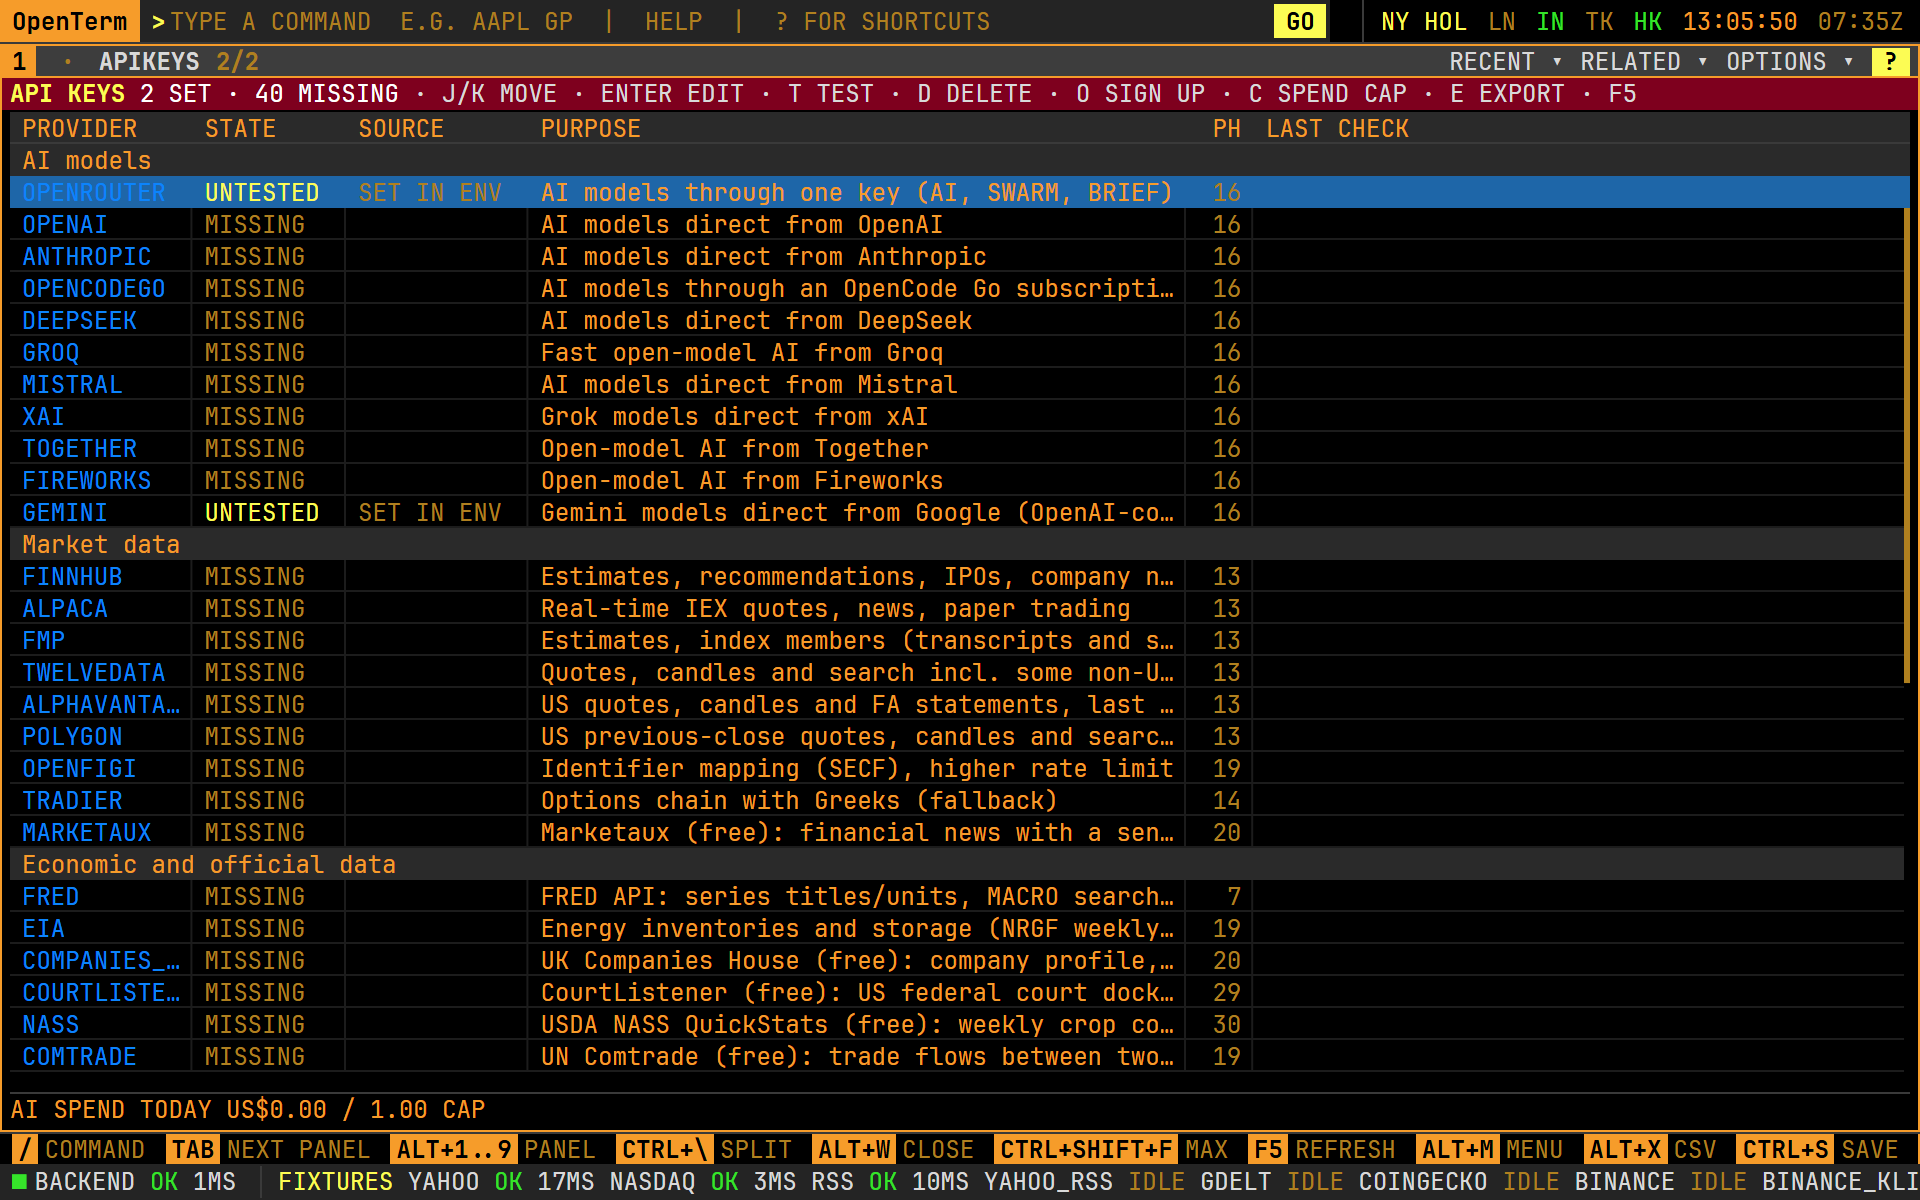 OpenTerm >TYPE A COMMAND E.G. AAPL GP | HELP | ? FOR SHORTCUTS GO NY HOL LN IN TK HK 13:05:50 07:35Z
1 · APIKEYS 2/2 RECENT ▾ RELATED ▾ OPTIONS ▾ ?
API KEYS 2 SET · 40 MISSING · J/K MOVE · ENTER EDIT · T TEST · D DELETE · O SIGN UP · C SPEND CAP · E EXPORT · F5
PROVIDER STATE SOURCE PURPOSE PH LAST CHECK
AI models
OPENROUTER UNTESTED SET IN ENV AI models through one key (AI, SWARM, BRIEF) 16
OPENAI MISSING AI models direct from OpenAI 16
ANTHROPIC MISSING AI models direct from Anthropic 16
OPENCODEGO MISSING AI models through an OpenCode Go subscripti… 16
DEEPSEEK MISSING AI models direct from DeepSeek 16
GROQ MISSING Fast open-model AI from Groq 16
MISTRAL MISSING AI models direct from Mistral 16
XAI MISSING Grok models direct from xAI 16
TOGETHER MISSING Open-model AI from Together 16
FIREWORKS MISSING Open-model AI from Fireworks 16
GEMINI UNTESTED SET IN ENV Gemini models direct from Google (OpenAI-co… 16
Market data
FINNHUB MISSING Estimates, recommendations, IPOs, company n… 13
ALPACA MISSING Real-time IEX quotes, news, paper trading 13
FMP MISSING Estimates, index members (transcripts and s… 13
TWELVEDATA MISSING Quotes, candles and search incl. some non-U… 13
ALPHAVANTA… MISSING US quotes, candles and FA statements, last … 13
POLYGON MISSING US previous-close quotes, candles and searc… 13
OPENFIGI MISSING Identifier mapping (SECF), higher rate limit 19
TRADIER MISSING Options chain with Greeks (fallback) 14
MARKETAUX MISSING Marketaux (free): financial news with a sen… 20
Economic and official data
FRED MISSING FRED API: series titles/units, MACRO search… 7
EIA MISSING Energy inventories and storage (NRGF weekly… 19
COMPANIES_… MISSING UK Companies House (free): company profile,… 20
COURTLISTE… MISSING CourtListener (free): US federal court dock… 29
NASS MISSING USDA NASS QuickStats (free): weekly crop co… 30
COMTRADE MISSING UN Comtrade (free): trade flows between two… 19
AI SPEND TODAY US$0.00 / 1.00 CAP
/ COMMAND TAB NEXT PANEL ALT+1..9 PANEL CTRL+\ SPLIT ALT+W CLOSE CTRL+SHIFT+F MAX F5 REFRESH ALT+M MENU ALT+X CSV CTRL+S SAVE
BACKEND OK 1MS FIXTURES YAHOO OK 17MS NASDAQ OK 3MS RSS OK 10MS YAHOO_RSS IDLE GDELT IDLE COINGECKO IDLE BINANCE IDLE BINANCE_KLI